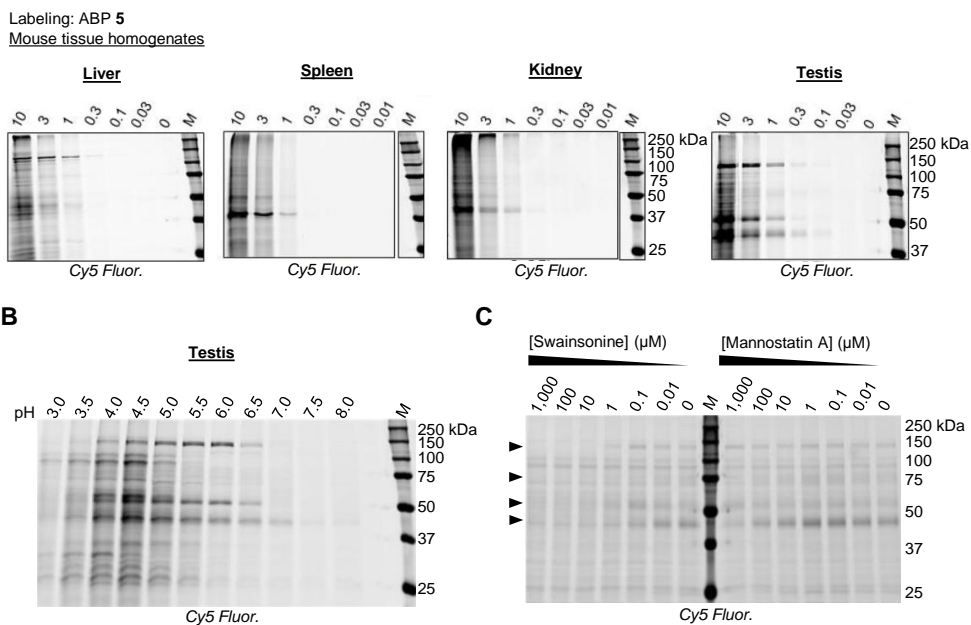 Labeling: ABP 5
Mouse tissue homogenates
Liver
Spleen
Kidney
Testis
10 3 1 0.3 0.1 0.03 0 M
10 3 1 0.3 0.1 0.03 0.01 M
10 3 1 0.3 0.1 0.03 0.01 M
10 3 1 0.3 0.1 0.03 0 M
250 kDa
150
100
75
50
37
25
250 kDa
150
100
75
50
37
Cy5 Fluor.
Cy5 Fluor.
Cy5 Fluor.
Cy5 Fluor.
B
Testis
pH 3.0 3.5 4.0 4.5 5.0 5.5 6.0 6.5 7.0 7.5 8.0 M
250 kDa
150
100
75
50
37
25
Cy5 Fluor.
C
[Swainsonine] (µM) [Mannostatin A] (µM)
1,000 100 10 1 0.1 0.01 0 M 1,000 100 10 1 0.1 0.01 0
250 kDa
150
100
75
50
37
25
Cy5 Fluor.